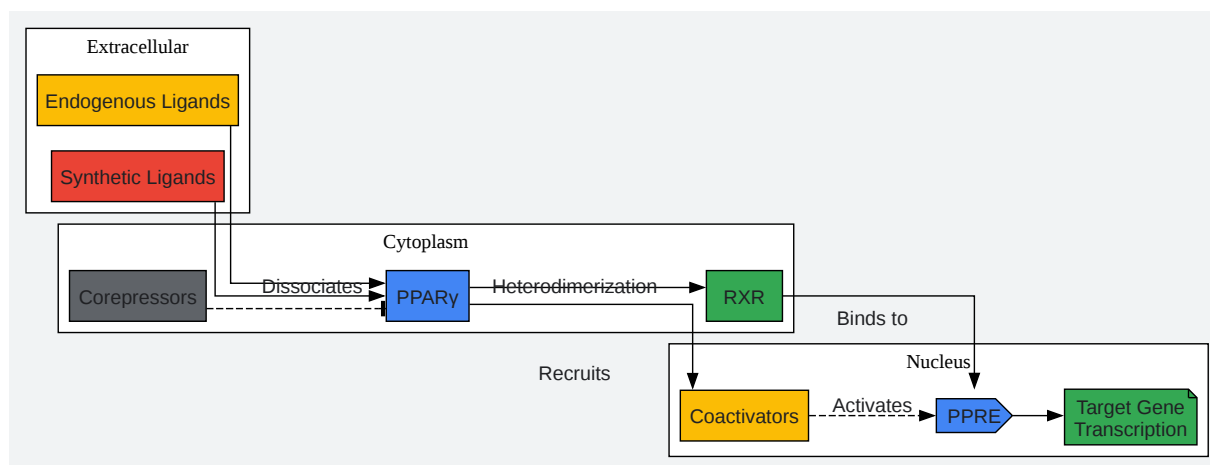 Extracellular
Endogenous Ligands
Synthetic Ligands
Cytoplasm
Corepressors
Dissociates
PPARγ
Heterodimerization
RXR
Binds to
Recruits
Nucleus
Coactivators
Activates
PPRE
Target Gene
Transcription